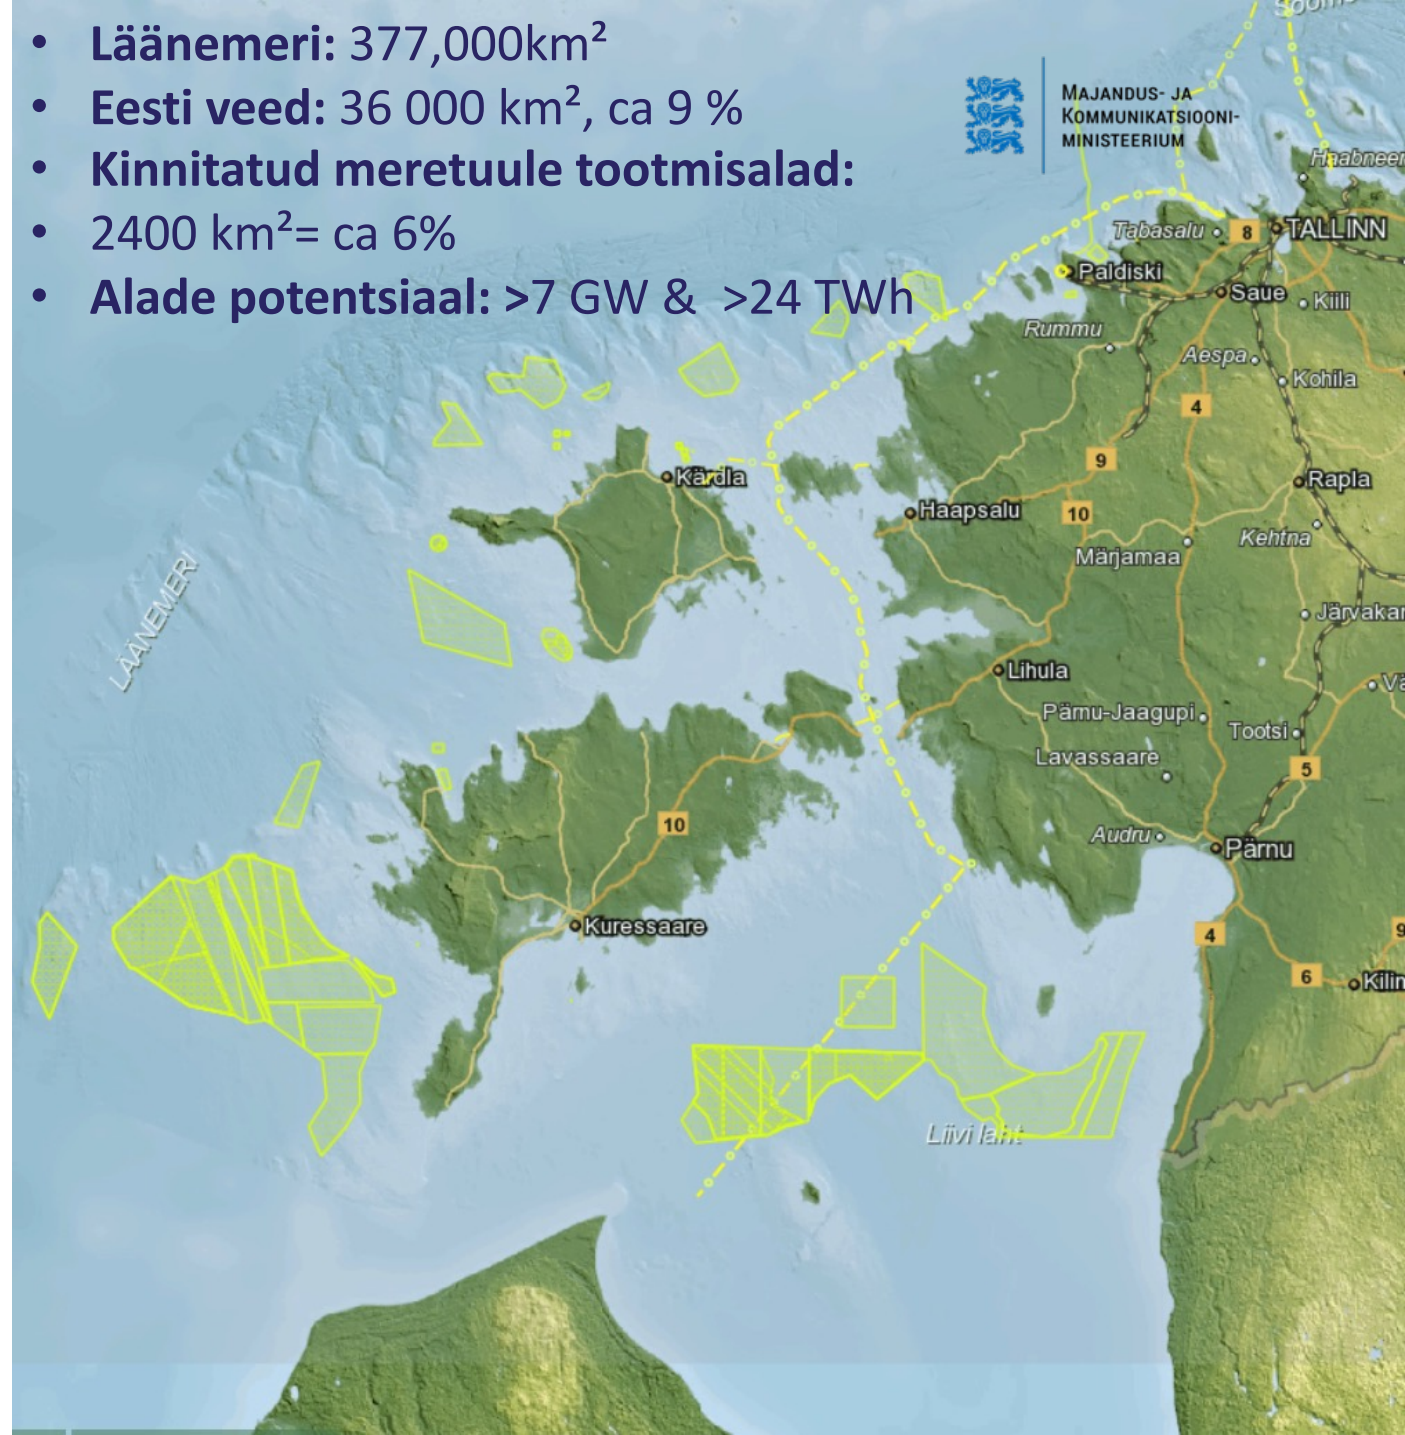 • Läänemeri: 377,000km²
• Eesti veed: 36 000 km², ca 9 %
• Kinnitatud meretuule tootmisalad:
• 2400 km²= ca 6%
• Alade potentsiaal: >7 GW & >24 TWh
MAJANDUS- JA
KOMMUNIKATSIOONI-
MINISTEERIUM
Tabasalu
8
TALLINN
Paldiski
Saue
Kiili
Rummu
Aespa
Kohila
4
9
Kärdla
Rapla
Haapsalu
10
Kehtna
Märjamaa
LÄÄNEMERI
Lihula
Pärnu-Jaagupi
Tootsi
Lavassaare
5
10
Audru
Pärnu
Kuressaare
4
9
6
Liivi laht